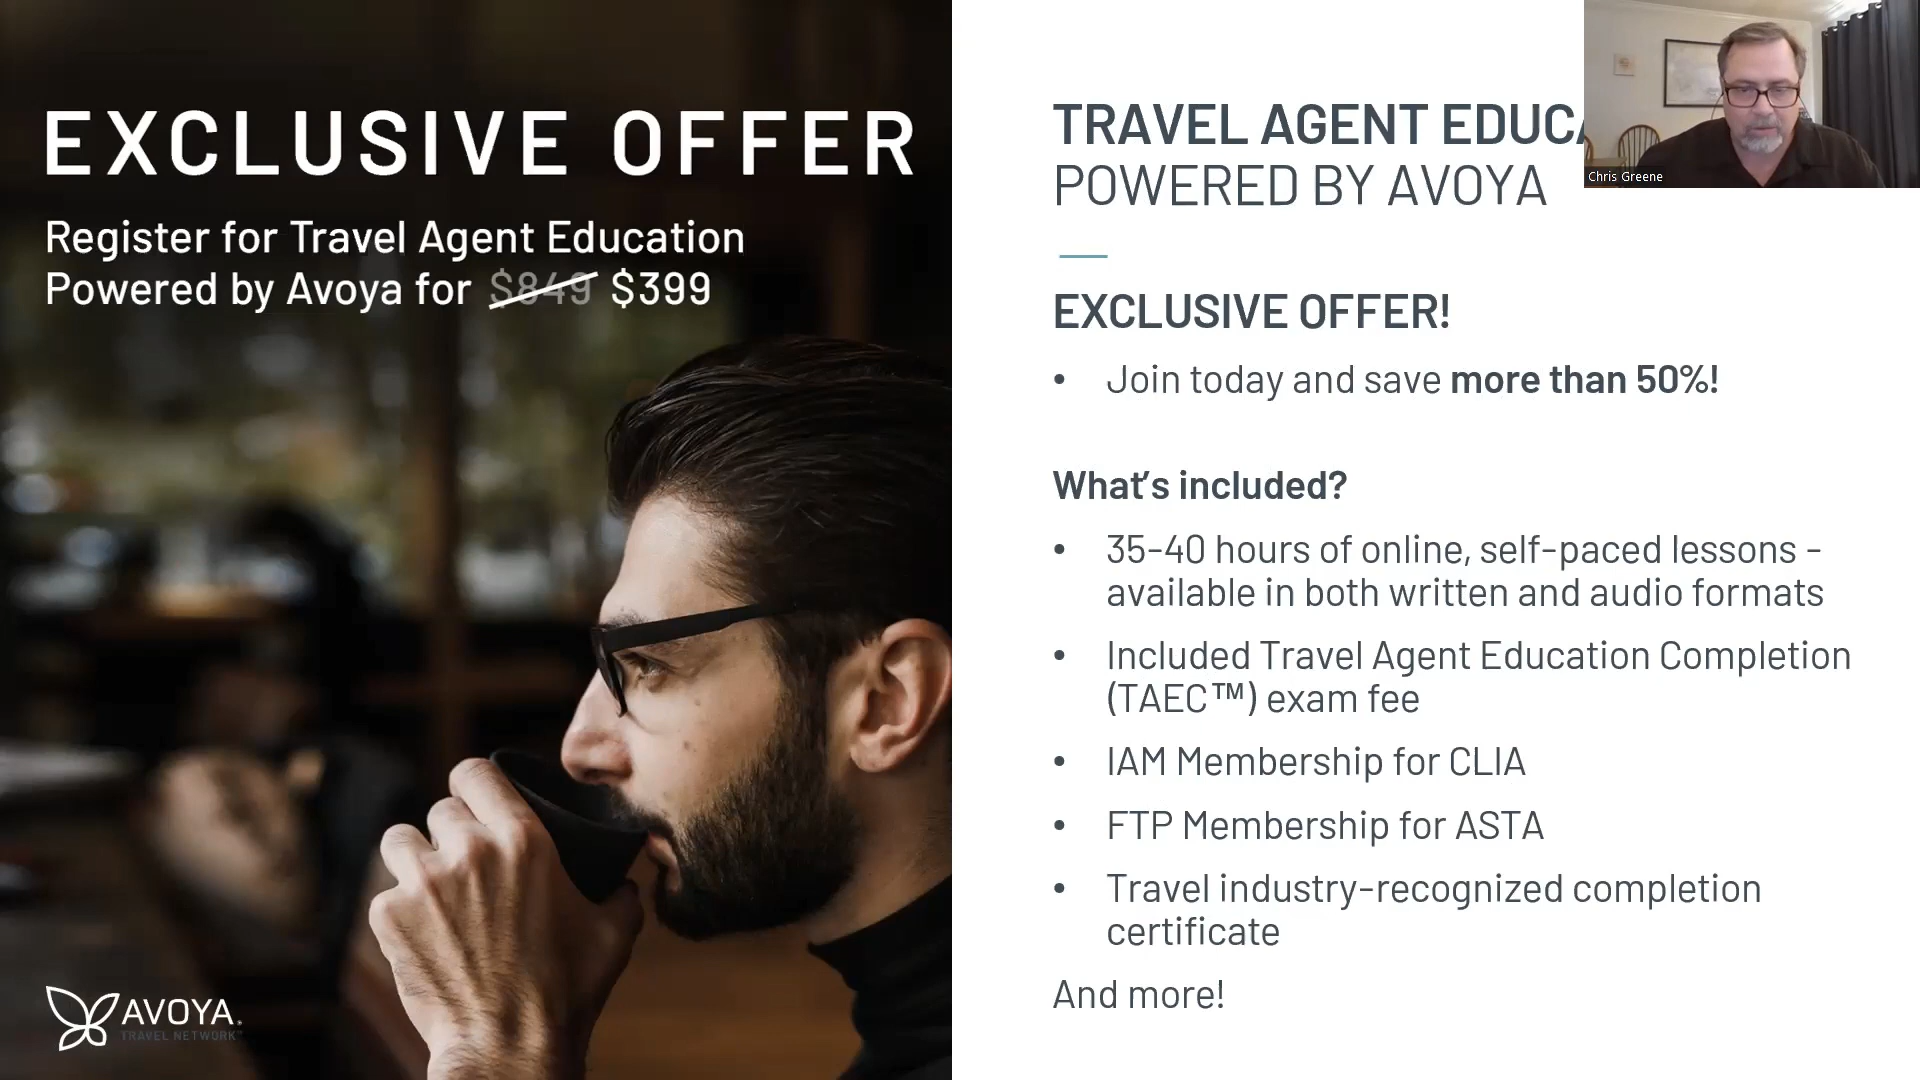 EXCLUSIVE OFFER
Register for Travel Agent Education
Powered by Avoya for $849 $399
AVOYA
TRAVEL NETWORK
TRAVEL AGENT EDUCA
POWERED BY AVOYA
EXCLUSIVE OFFER!
• Join today and save more than 50%!
What's included?
• 35-40 hours of online, self-paced lessons -
available in both written and audio formats
• Included Travel Agent Education Completion
(TAEC™) exam fee
• IAM Membership for CLIA
• FTP Membership for ASTA
• Travel industry-recognized completion
certificate
And more!
Chris Greene